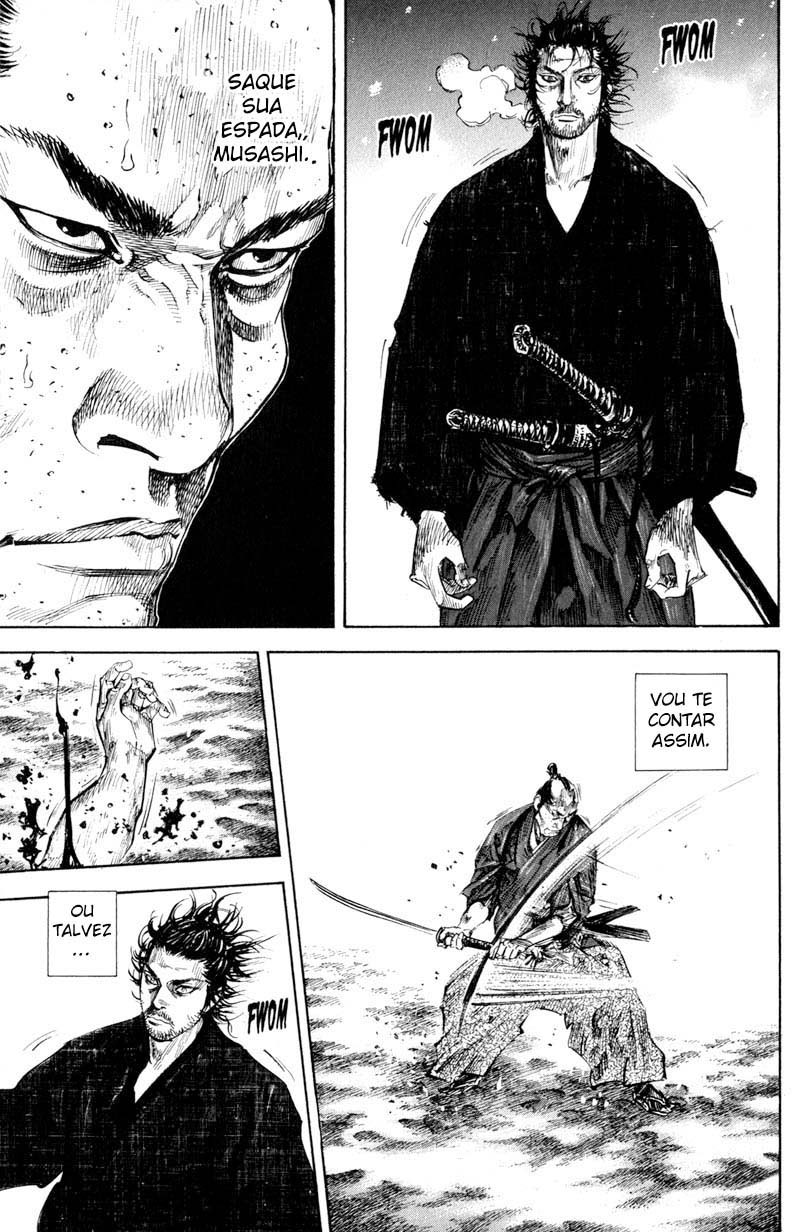 FWOM
FWOM
SAQUE
SUA
ESPADA,
MUSASHI.
VOU TE
CONTAR
ASSIM.
OU
TALVEZ
...
FWOM